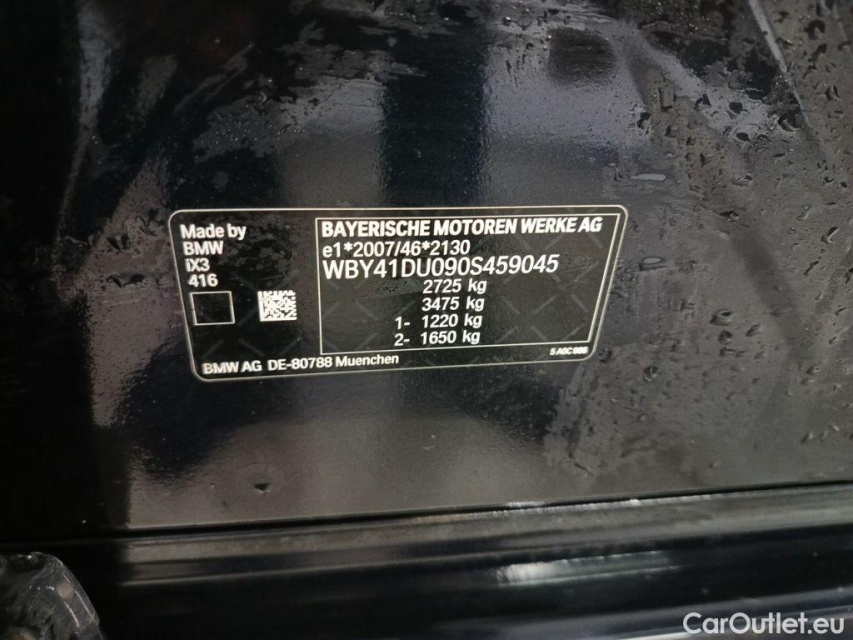 Made by
BMW
iX3
416
BAYERISCHE MOTOREN WERKE AG
e1*2007/46*2130
WBY41DU090S459045
2725 kg
3475 kg
1- 1220 kg
2- 1650 kg
BMW AG DE-80788 Muenchen
CarOutlet.eu